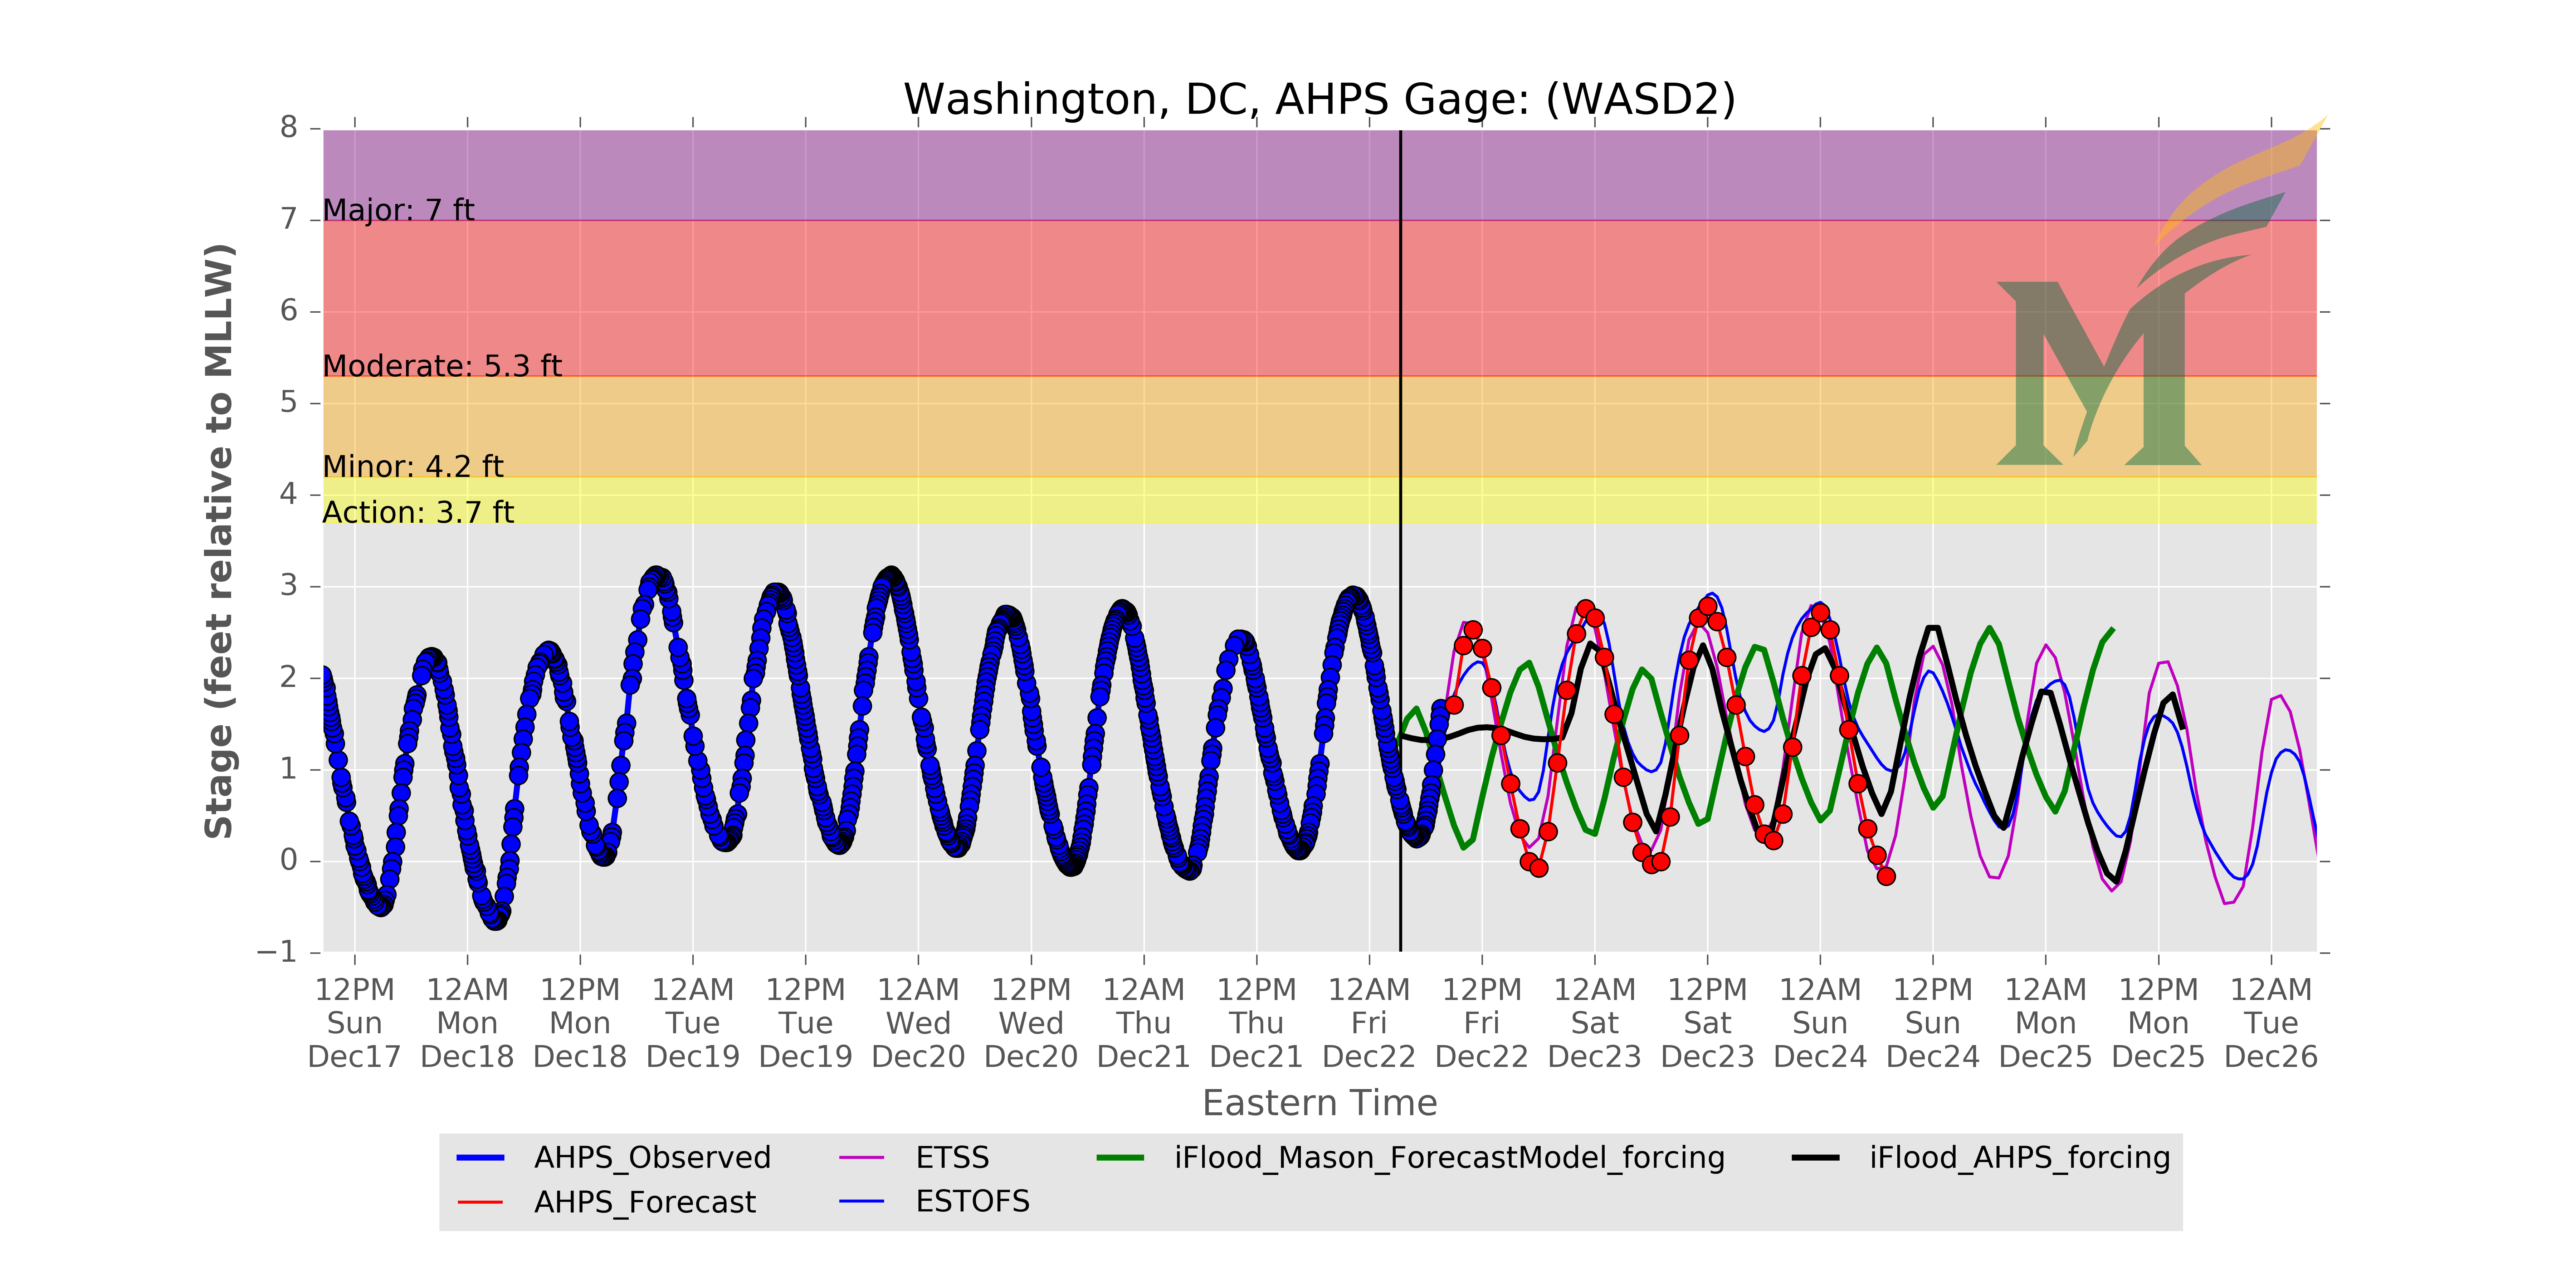 Washington, DC, AHPS Gage: (WASD2)
Stage (feet relative to MLLW)
8
7
6
5
4
3
2
1
0
−1
Major: 7 ft
Moderate: 5.3 ft
Minor: 4.2 ft
Action: 3.7 ft
M
12PM 12AM 12PM 12AM 12PM 12AM 12PM 12AM 12PM 12AM 12PM 12AM 12PM 12AM 12PM 12AM 12PM 12AM
Sun Mon Mon Tue Tue Wed Wed Thu Thu Fri Fri Sat Sat Sun Sun Mon Mon Tue
Dec17 Dec18 Dec18 Dec19 Dec19 Dec20 Dec20 Dec21 Dec21 Dec22 Dec22 Dec23 Dec23 Dec24 Dec24 Dec25 Dec25 Dec26
Eastern Time
AHPS_Observed ETSS iFlood_Mason_ForecastModel_forcing iFlood_AHPS_forcing
AHPS_Forecast ESTOFS